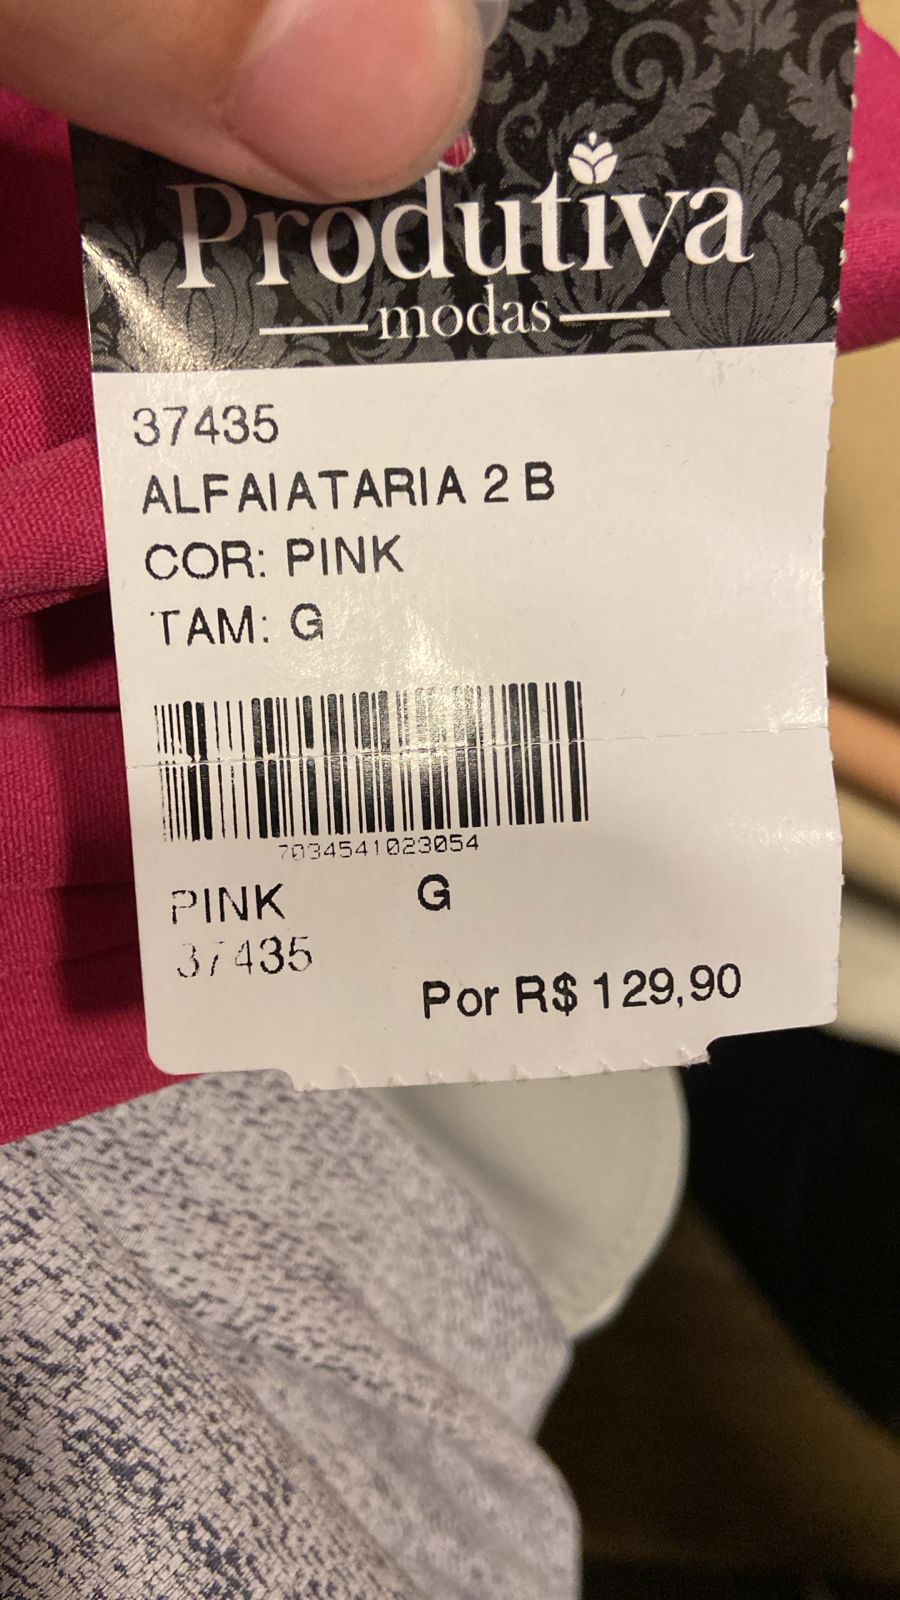 Produtiva
modas
37435
ALFAIATARIA 2 B
COR: PINK
TAM: G
7034541023054
PINK G
37435
Por R$ 129,90